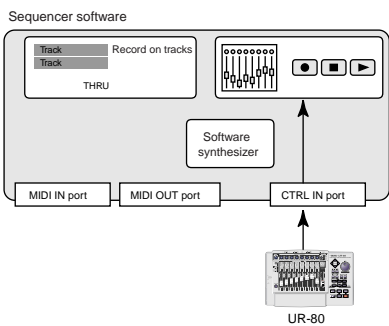 Sequencer software
Track Record on tracks
Track
THRU
Software
synthesizer
MIDI IN port MIDI OUT port CTRL IN port
UR-80